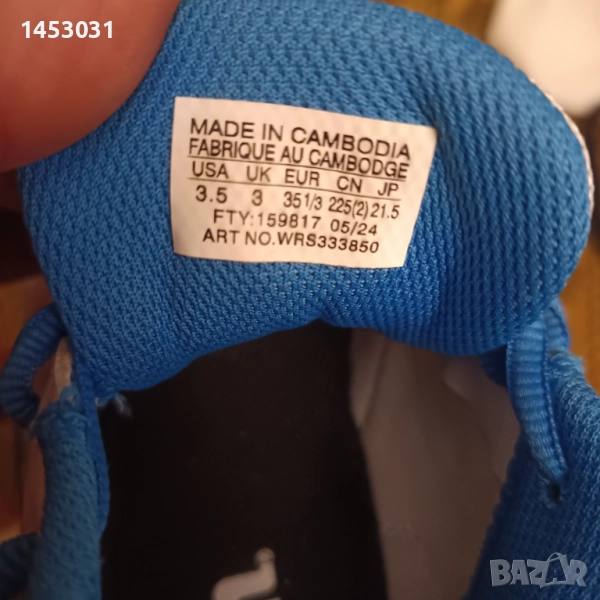 1453031
MADE IN CAMBODIA
FABRIQUE AU CAMBODGE
USA UK EUR CN JP
3.5 3 35 1/3 225(2) 21.5
FTY:159817 05/24
ART NO.WRS333850
BAZAR